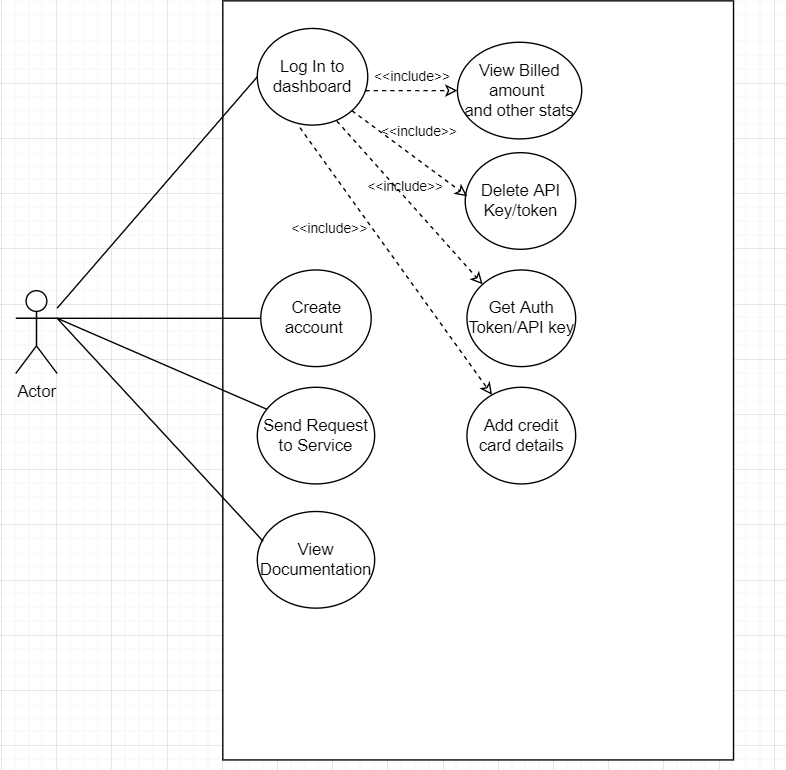 Log In to
dashboard
<<include>>
View Billed
amount
and other stats
<<include>>
Delete API
Key/token
<<include>>
<<include>>
Get Auth
Token/API key
Create
account
Actor
Send Request
to Service
Add credit
card details
View
Documentation